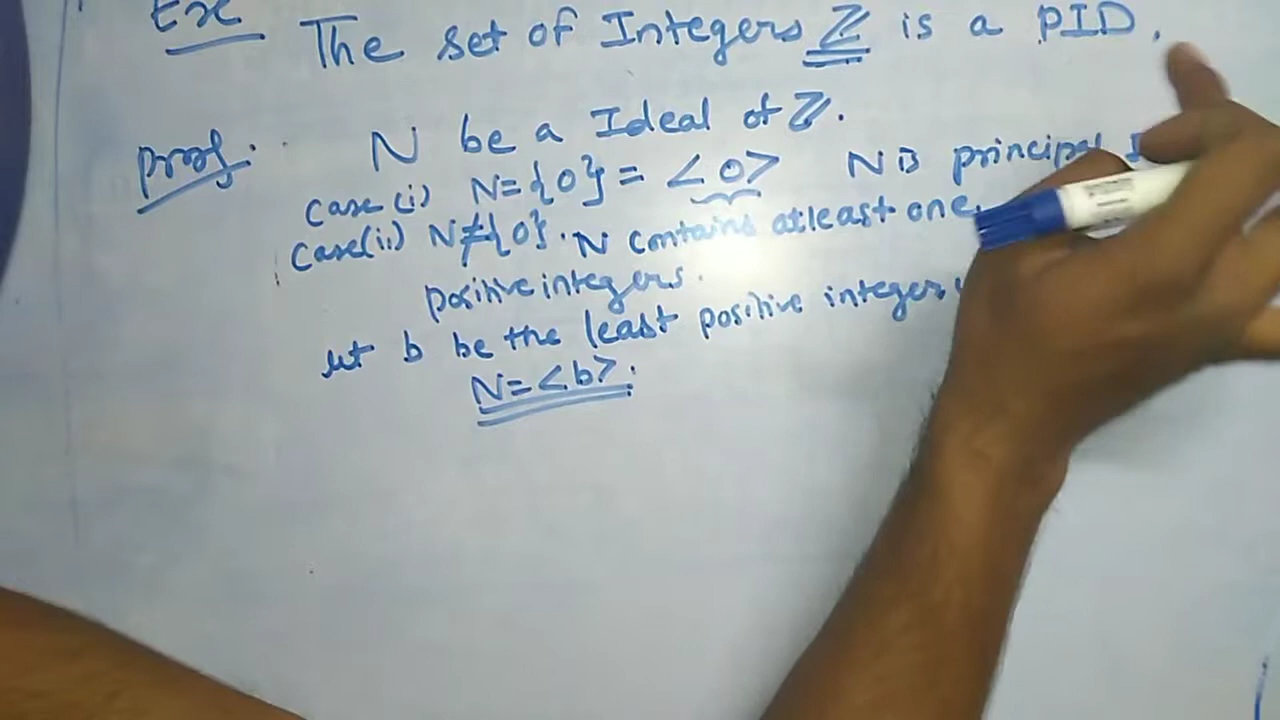 Ex
The set of Integers ℤ is a PID.
Proof: N be a Ideal of ℤ.
Case(i) N={0} = <0> N is principal
Case(ii) N≠{0}. N contains atleast one
positive integers.
let b be the least positive integer
N=<b>.